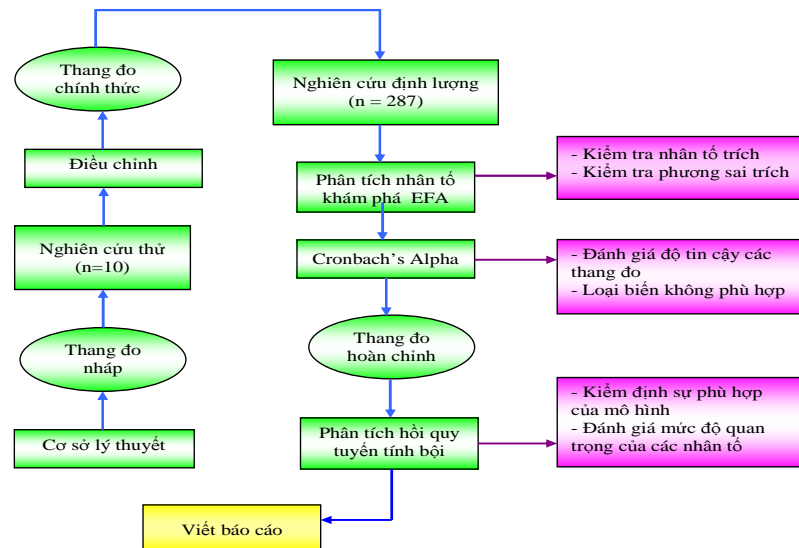 Thang đo
chính thức
Điều chỉnh
Nghiên cứu thử
(n=10)
Thang đo
nháp
Cơ sở lý thuyết
Nghiên cứu định lượng
(n = 287)
Phân tích nhân tố
khám phá EFA
- Kiểm tra nhân tố trích
- Kiểm tra phương sai trích
Cronbach's Alpha
- Đánh giá độ tin cậy các
thang đo
- Loại biến không phù hợp
Thang đo
hoàn chỉnh
Phân tích hồi quy
tuyến tính bội
- Kiểm định sự phù hợp
của mô hình
- Đánh giá mức độ quan
trọng của các nhân tố
Viết báo cáo